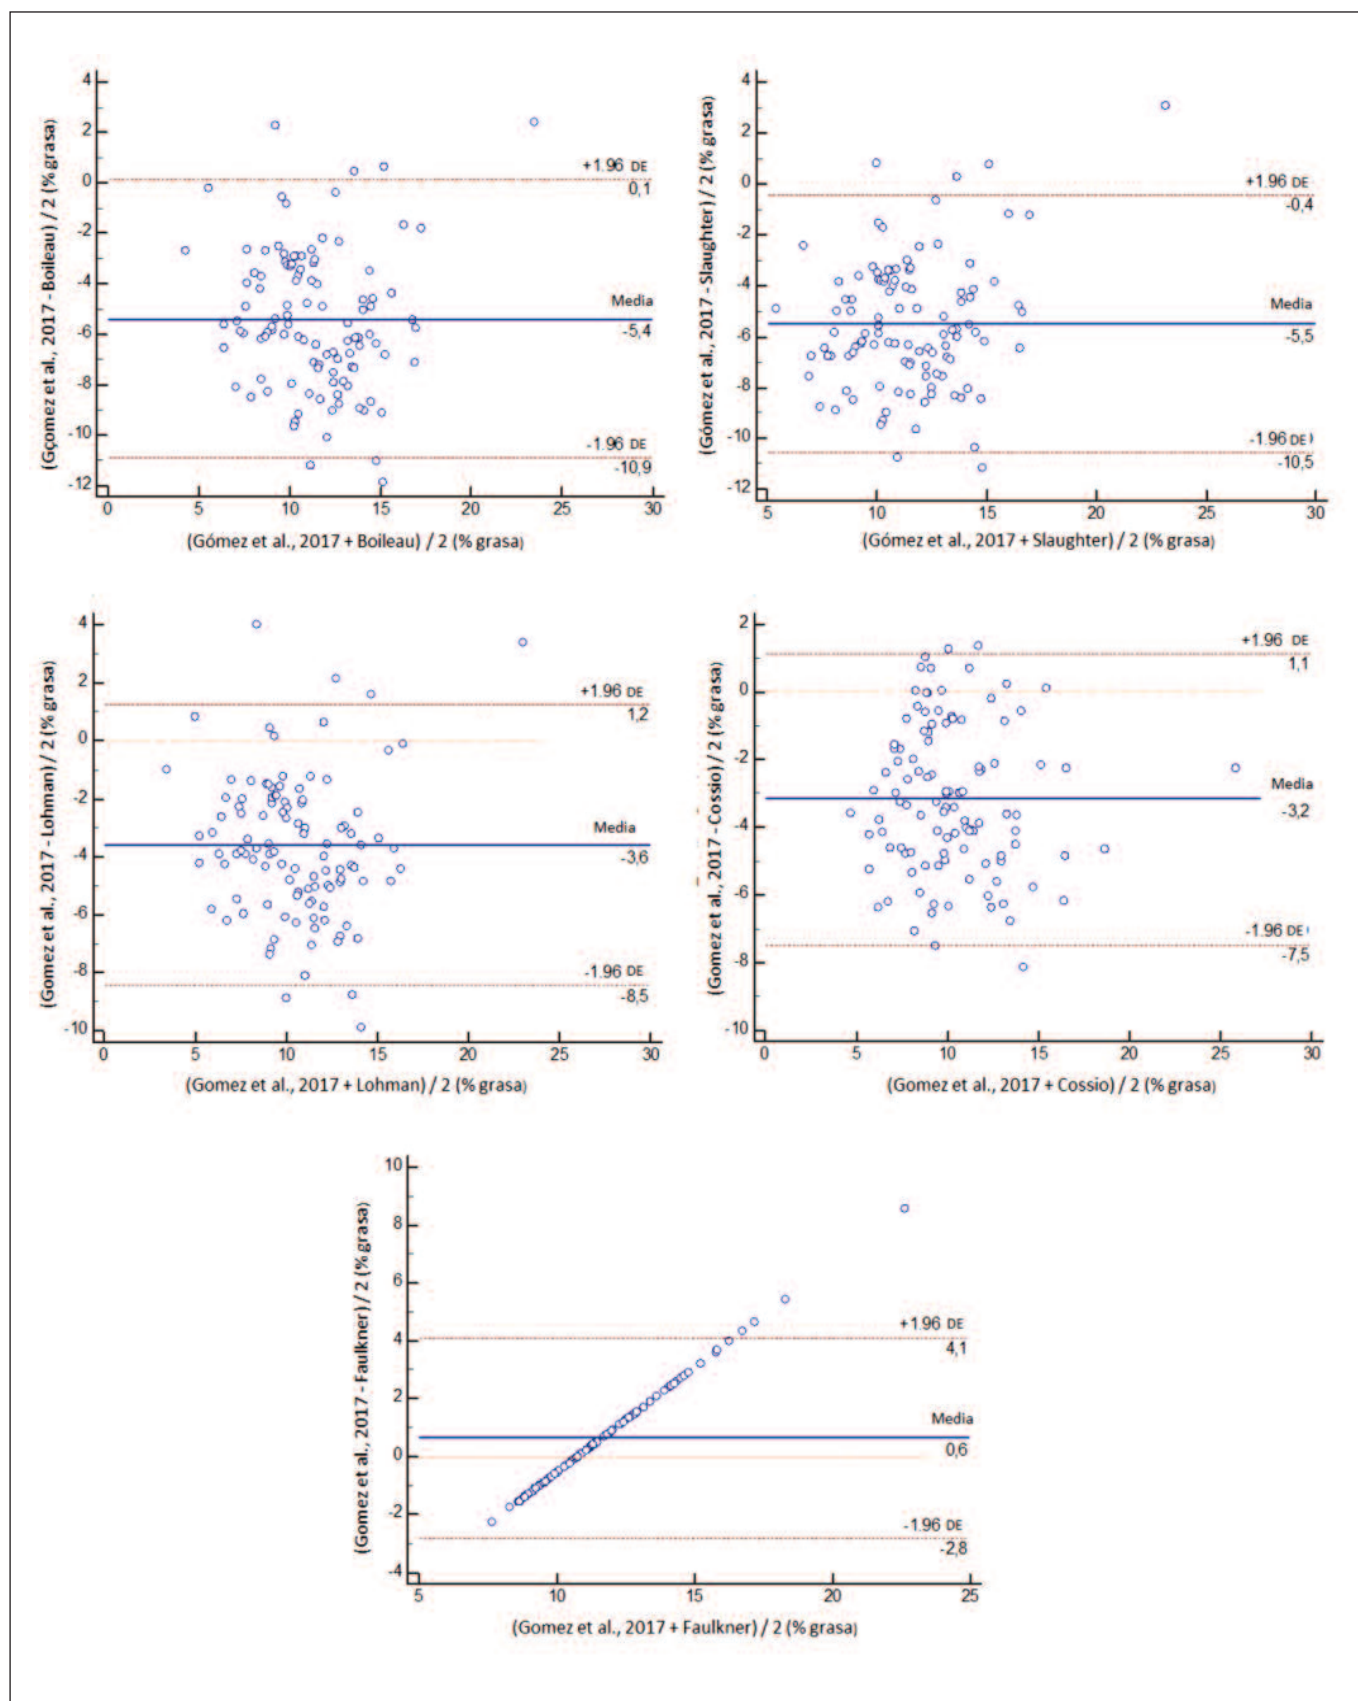 (Gçomez et al., 2017 - Boileau) / 2 (% grasa)
4
2
0
-2
-4
-6
-8
-10
-12
+1.96 DE
0,1
Media
-5,4
-1.96 DE
-10,9
0 5 10 15 20 25 30
(Gómez et al., 2017 + Boileau) / 2 (% grasa)
(Gómez et al., 2017 - Slaughter) / 2 (% grasa)
4
2
0
-2
-4
-6
-8
-10
-12
+1.96 DE
-0,4
Media
-5,5
-1.96 DE
-10,5
5 10 15 20 25 30
(Gómez et al., 2017 + Slaughter) / 2 (% grasa)
(Gomez et al., 2017 - Lohman) / 2 (% grasa)
4
2
0
-2
-4
-6
-8
-10
+1.96 DE
1,2
Media
-3,6
-1.96 DE
-8,5
0 5 10 15 20 25 30
(Gomez et al., 2017 + Lohman) / 2 (% grasa)
(Gomez et al., 2017 - Cossio) / 2 (% grasa)
2
0
-2
-4
-6
-8
-10
+1.96 DE
1,1
Media
-3,2
-1.96 DE
-7,5
0 5 10 15 20 25 30
(Gomez et al., 2017 + Cossio) / 2 (% grasa)
(Gomez et al., 2017 - Faulkner) / 2 (% grasa)
10
8
6
4
2
0
-2
-4
+1.96 DE
4,1
Media
0,6
-1.96 DE
-2,8
5 10 15 20 25
(Gomez et al., 2017 + Faulkner) / 2 (% grasa)